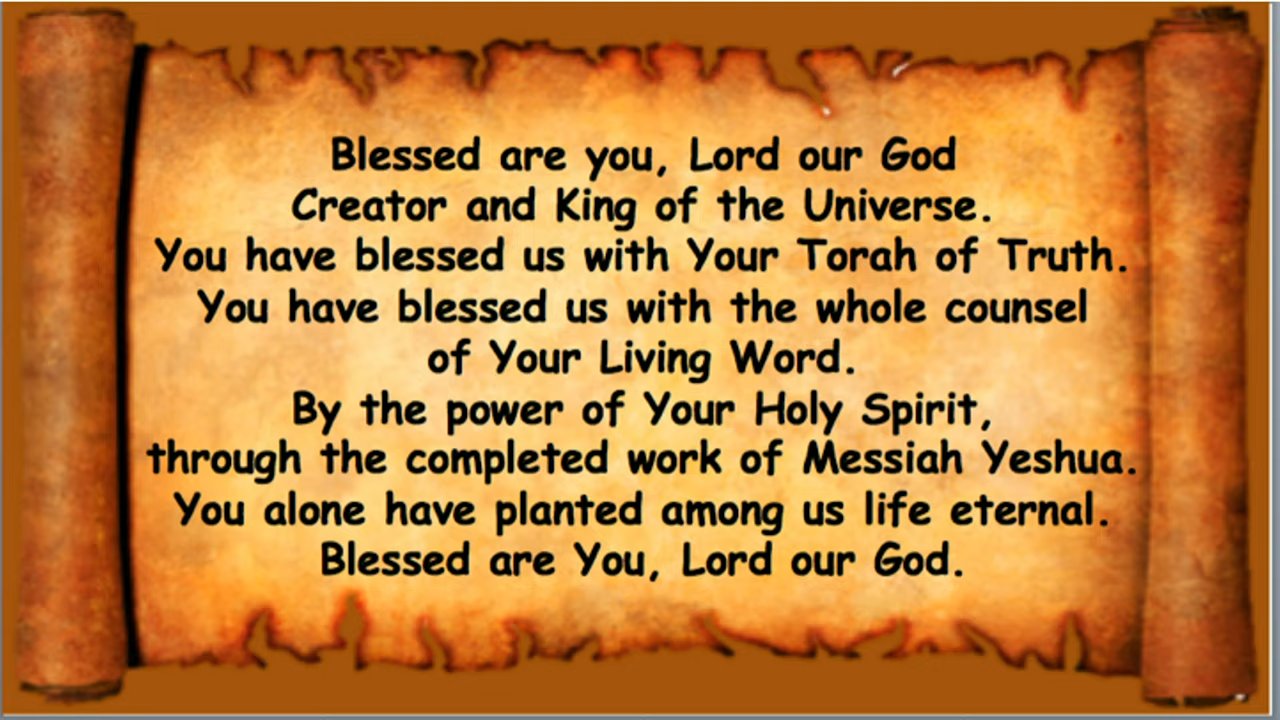 Blessed are you, Lord our God
Creator and King of the Universe.
You have blessed us with Your Torah of Truth.
You have blessed us with the whole counsel
of Your Living Word.
By the power of Your Holy Spirit,
through the completed work of Messiah Yeshua.
You alone have planted among us life eternal.
Blessed are You, Lord our God.